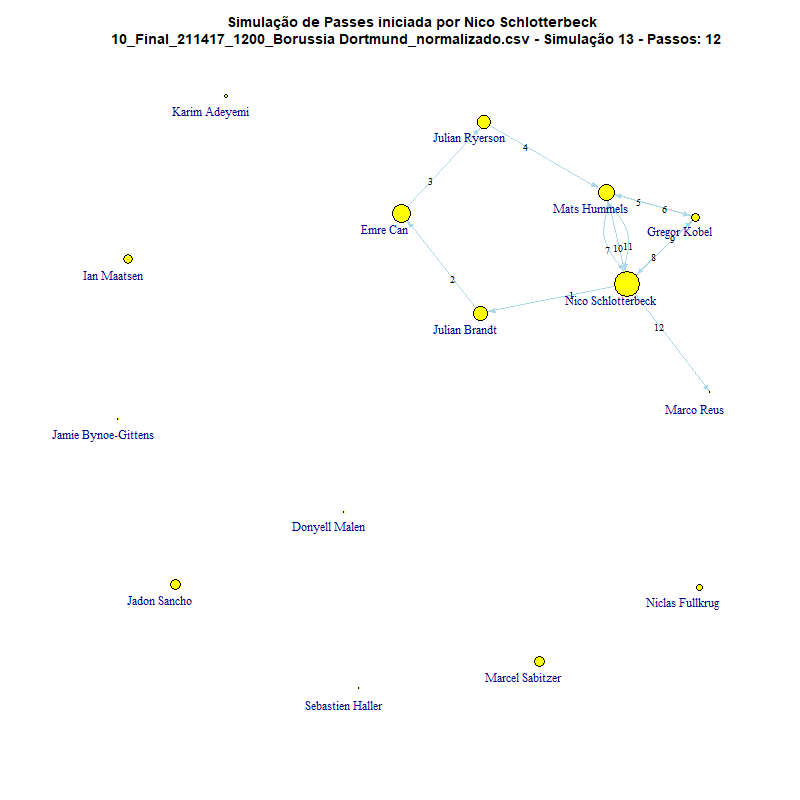 Simulação de Passes iniciada por Nico Schlotterbeck
10_Final_211417_1200_Borussia Dortmund_normalizado.csv - Simulação 13 - Passos: 12
Karim Adeyemi
Julian Ryerson
4
3
Mats Hummels
5
6
Gregor Kobel
Emre Can
9
7
10
11
8
Ian Maatsen
2
1
Nico Schlotterbeck
Julian Brandt
12
Marco Reus
Jamie Bynoe-Gittens
Donyell Malen
Jadon Sancho
Niclas Fullkrug
Marcel Sabitzer
Sebastien Haller